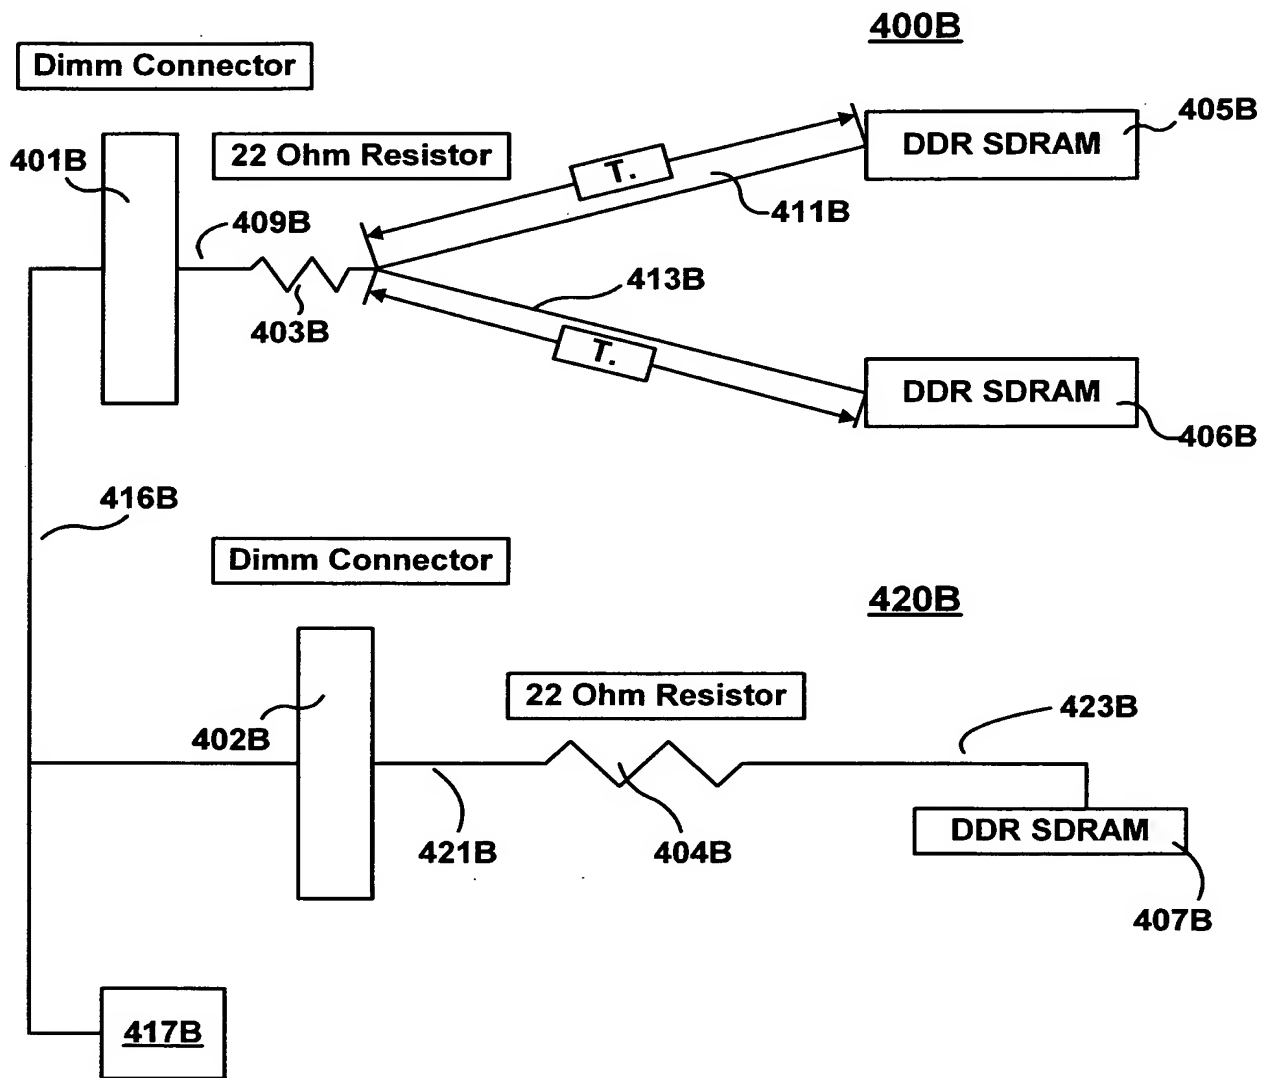 400B
Dimm Connector
405B
DDR SDRAM
401B
22 Ohm Resistor
T.
411B
409B
413B
403B
T.
DDR SDRAM
406B
416B
Dimm Connector
420B
22 Ohm Resistor
423B
402B
DDR SDRAM
421B
404B
407B
417B